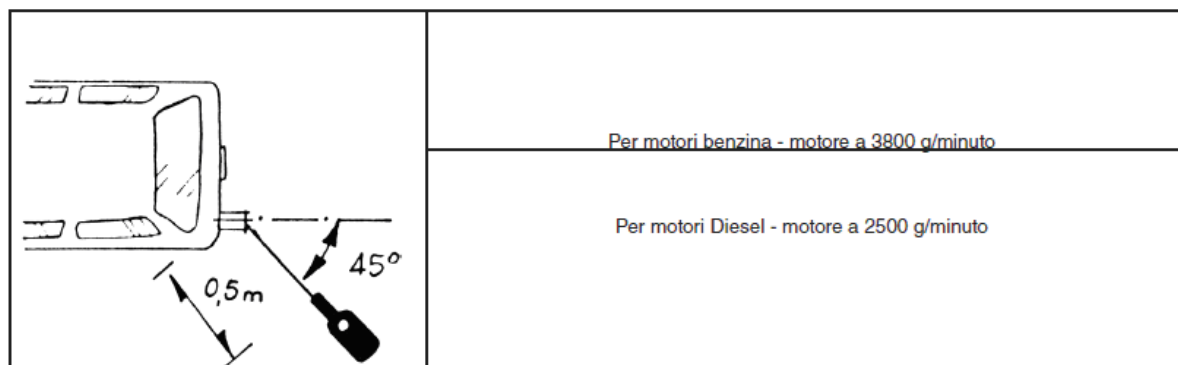 Per motori benzina - motore a 3800 g/minuto
Per motori Diesel - motore a 2500 g/minuto
45°
0,5m